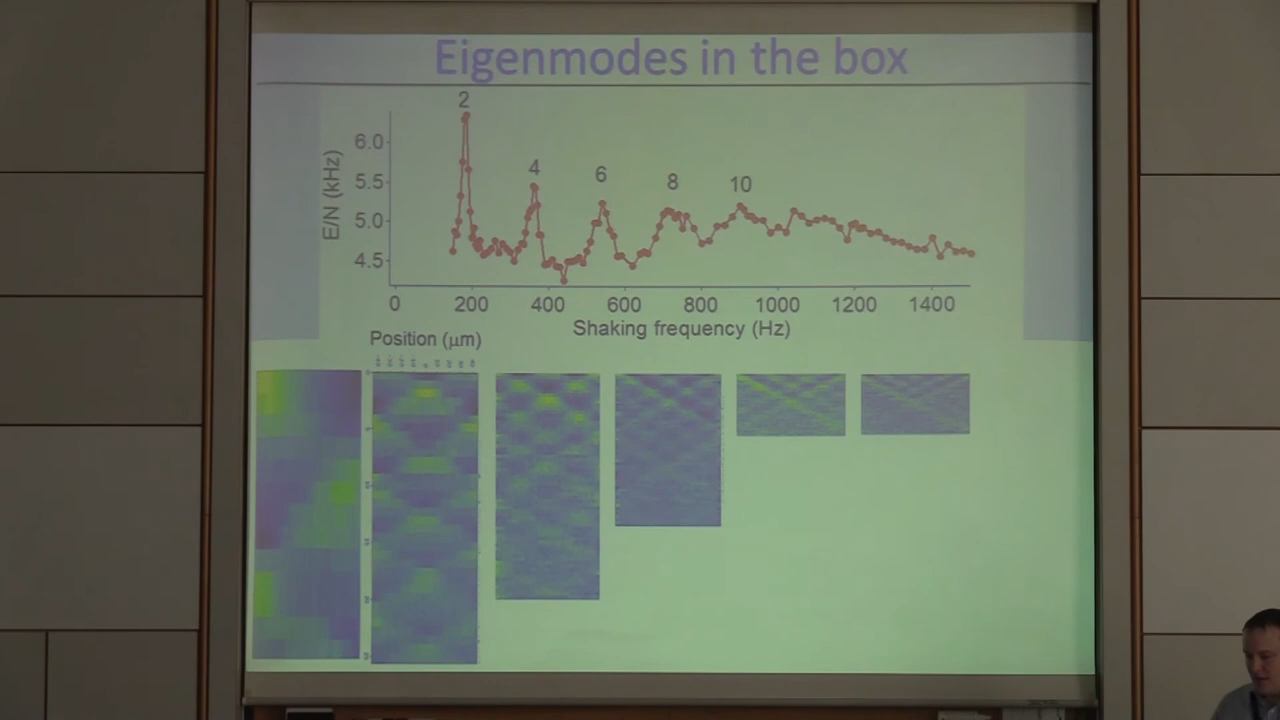 Eigenmodes in the box
2
4
6
8
10
E/N (kHz)
6.0
5.5
5.0
4.5
0 200 400 600 800 1000 1200 1400
Shaking frequency (Hz)
Position (μm)